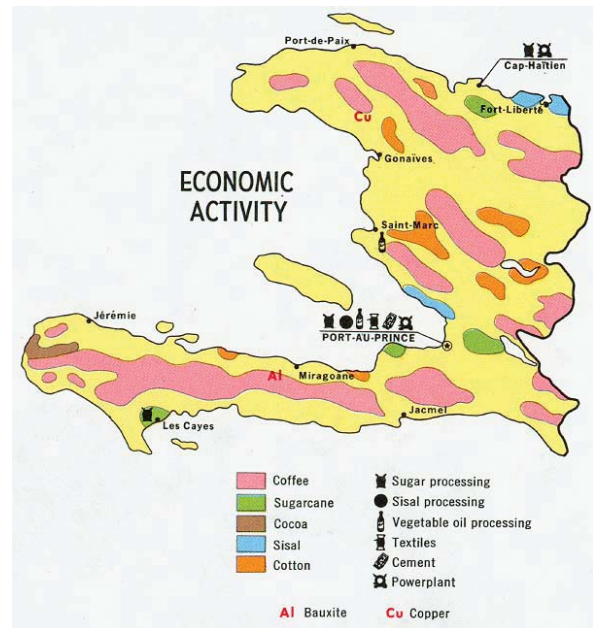 Port-de-Paix
Cap-Haïtien
Fort-Liberté
Cu
Gonaïves
ECONOMIC
ACTIVITY
Saint-Marc
Jérémie
PORT-AU-PRINCE
Al
Miragoane
Jacmel
Les Cayes
Coffee
Sugarcane
Cocoa
Sisal
Cotton
Sugar processing
Sisal processing
Vegetable oil processing
Textiles
Cement
Powerplant
Al Bauxite
Cu Copper